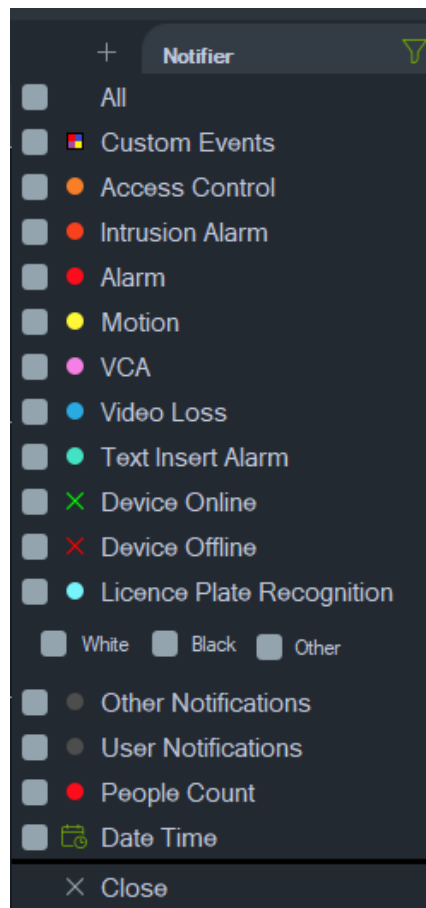 Notifier
All
Custom Events
Access Control
Intrusion Alarm
Alarm
Motion
VCA
Video Loss
Text Insert Alarm
Device Online
Device Offline
Licence Plate Recognition
White Black Other
Other Notifications
User Notifications
People Count
Date Time
Close